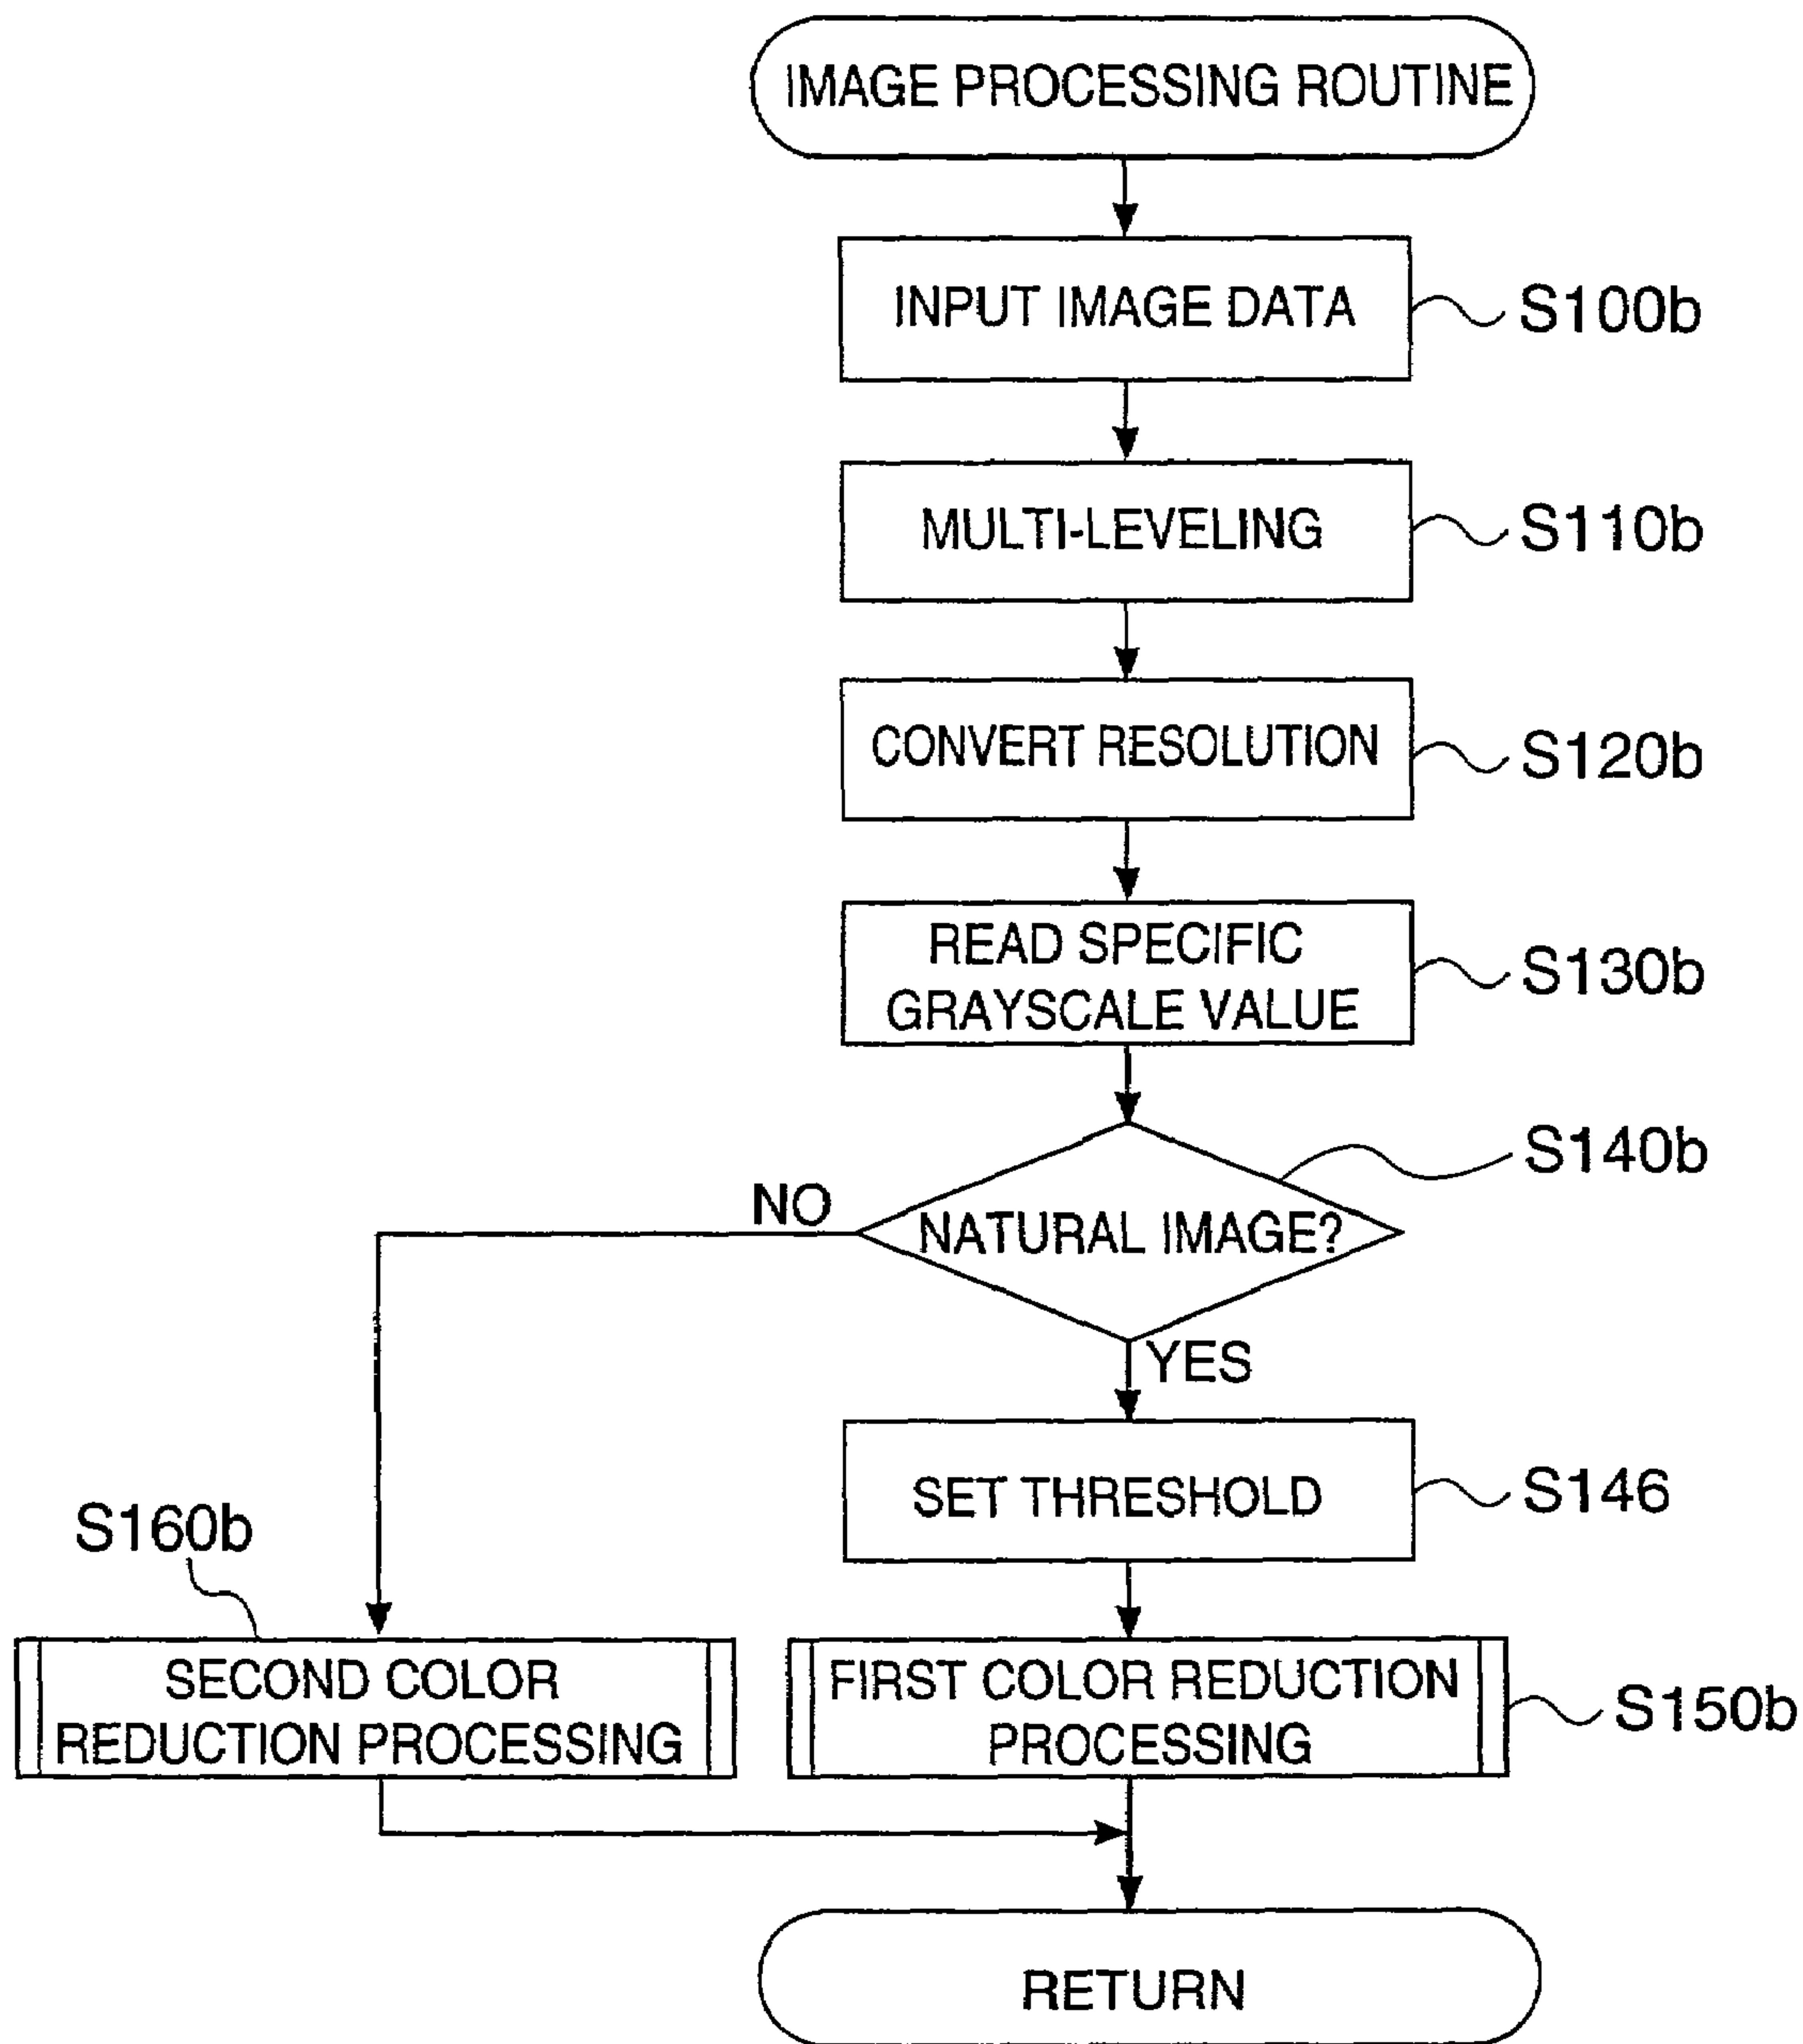 IMAGE PROCESSING ROUTINE
INPUT IMAGE DATA
S100b
MULTI-LEVELING
S110b
CONVERT RESOLUTION
S120b
READ SPECIFIC
GRAYSCALE VALUE
S130b
S140b
NO
NATURAL IMAGE?
YES
SET THRESHOLD
S146
S160b
SECOND COLOR
REDUCTION PROCESSING
FIRST COLOR REDUCTION
PROCESSING
S150b
RETURN